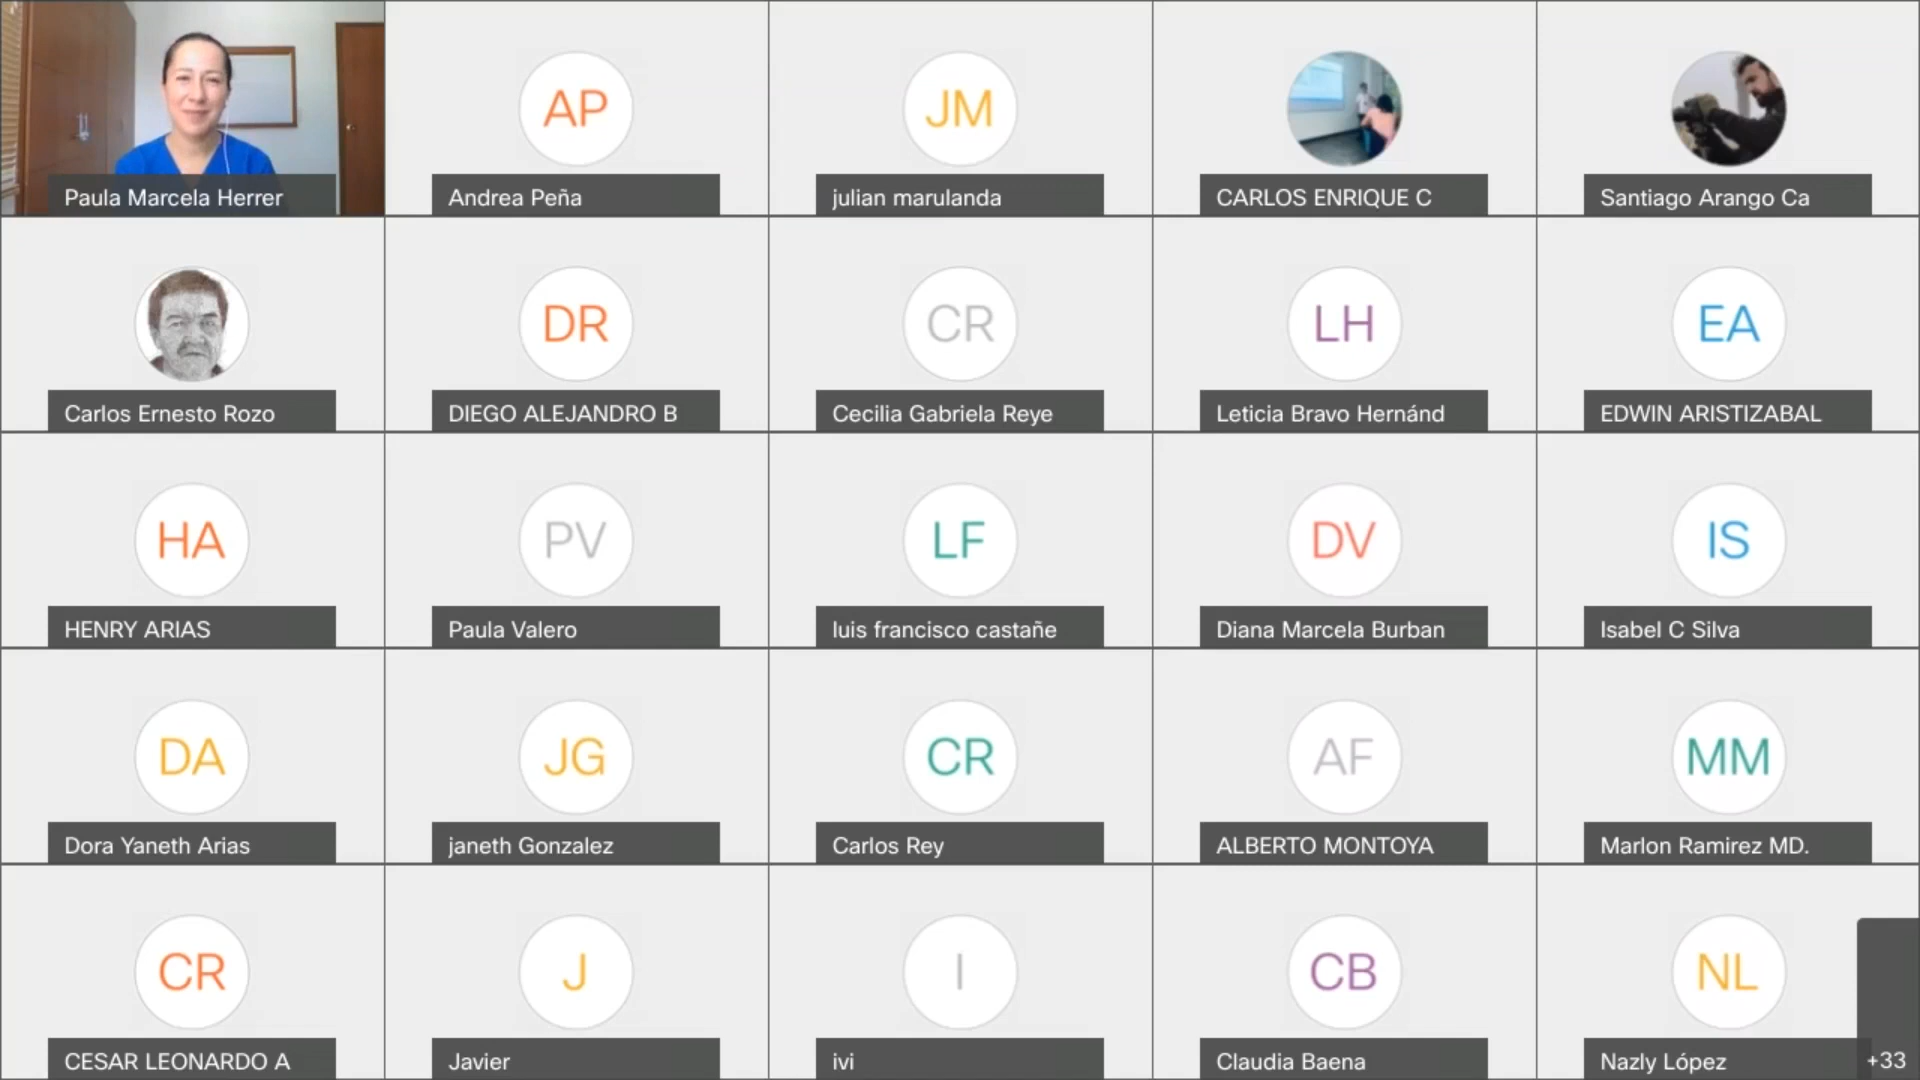 Paula Marcela Herrer
AP
Andrea Peña
JM
julian marulanda
CARLOS ENRIQUE C
Santiago Arango Ca
Carlos Ernesto Rozo
DR
DIEGO ALEJANDRO B
CR
Cecilia Gabriela Reye
LH
Leticia Bravo Hernánd
EA
EDWIN ARISTIZABAL
HA
HENRY ARIAS
PV
Paula Valero
LF
luis francisco castañe
DV
Diana Marcela Burban
IS
Isabel C Silva
DA
Dora Yaneth Arias
JG
janeth Gonzalez
CR
Carlos Rey
AF
ALBERTO MONTOYA
MM
Marlon Ramirez MD.
CR
CESAR LEONARDO A
J
Javier
I
ivi
CB
Claudia Baena
NL
Nazly López
+33